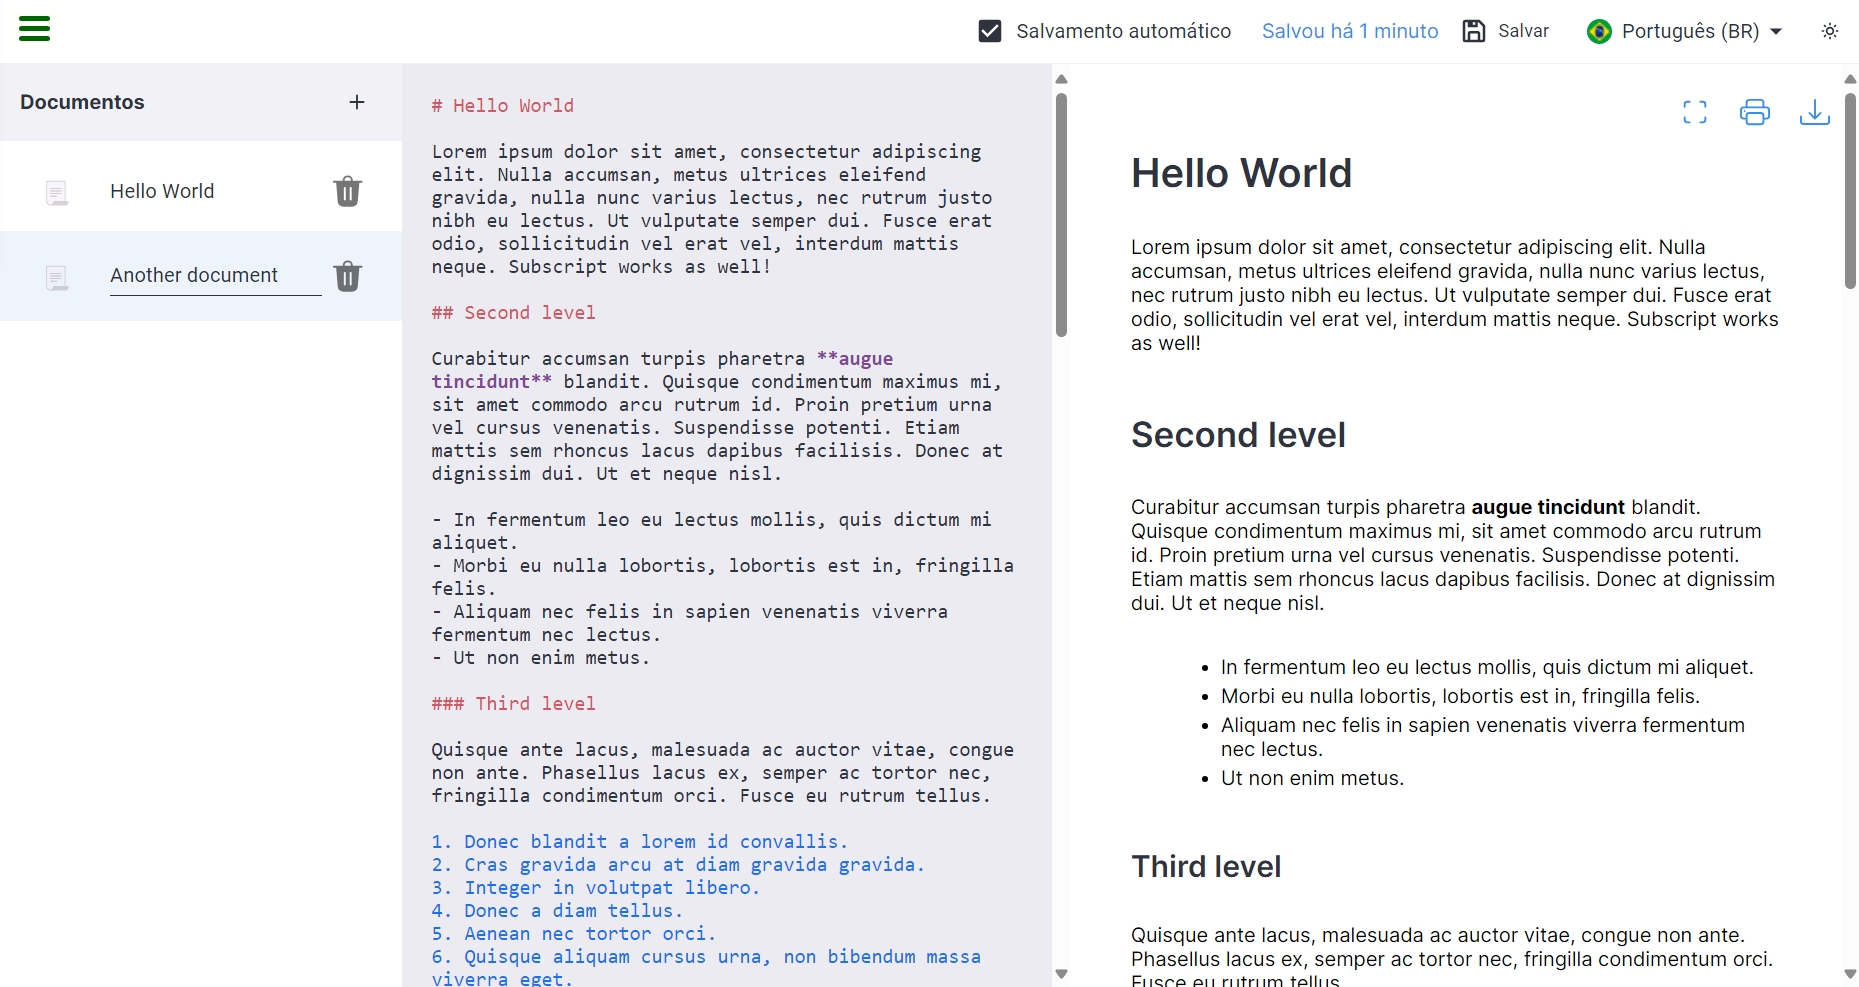 Salvamento automático Salvou há 1 minuto Salvar Português (BR)
Documentos +
Hello World
Another document
# Hello World
Lorem ipsum dolor sit amet, consectetur adipiscing
elit. Nulla accumsan, metus ultrices eleifend
gravida, nulla nunc varius lectus, nec rutrum justo
nibh eu lectus. Ut vulputate semper dui. Fusce erat
odio, sollicitudin vel erat vel, interdum mattis
neque. Subscript works as well!
## Second level
Curabitur accumsan turpis pharetra **augue
tincidunt** blandit. Quisque condimentum maximus mi,
sit amet commodo arcu rutrum id. Proin pretium urna
vel cursus venenatis. Suspendisse potenti. Etiam
mattis sem rhoncus lacus dapibus facilisis. Donec at
dignissim dui. Ut et neque nisl.
- In fermentum leo eu lectus mollis, quis dictum mi
aliquet.
- Morbi eu nulla lobortis, lobortis est in, fringilla
felis.
- Aliquam nec felis in sapien venenatis viverra
fermentum nec lectus.
- Ut non enim metus.
### Third level
Quisque ante lacus, malesuada ac auctor vitae, congue
non ante. Phasellus lacus ex, semper ac tortor nec,
fringilla condimentum orci. Fusce eu rutrum tellus.
1. Donec blandit a lorem id convallis.
2. Cras gravida arcu at diam gravida gravida.
3. Integer in volutpat libero.
4. Donec a diam tellus.
5. Aenean nec tortor orci.
6. Quisque aliquam cursus urna, non bibendum massa
viverra eget.
Hello World
Lorem ipsum dolor sit amet, consectetur adipiscing elit. Nulla
accumsan, metus ultrices eleifend gravida, nulla nunc varius lectus,
nec rutrum justo nibh eu lectus. Ut vulputate semper dui. Fusce erat
odio, sollicitudin vel erat vel, interdum mattis neque. Subscript works
as well!
Second level
Curabitur accumsan turpis pharetra augue tincidunt blandit.
Quisque condimentum maximus mi, sit amet commodo arcu rutrum
id. Proin pretium urna vel cursus venenatis. Suspendisse potenti.
Etiam mattis sem rhoncus lacus dapibus facilisis. Donec at dignissim
dui. Ut et neque nisl.
• In fermentum leo eu lectus mollis, quis dictum mi aliquet.
• Morbi eu nulla lobortis, lobortis est in, fringilla felis.
• Aliquam nec felis in sapien venenatis viverra fermentum
nec lectus.
• Ut non enim metus.
Third level
Quisque ante lacus, malesuada ac auctor vitae, congue non ante.
Phasellus lacus ex, semper ac tortor nec, fringilla condimentum orci.
Fusce eu rutrum tellus.